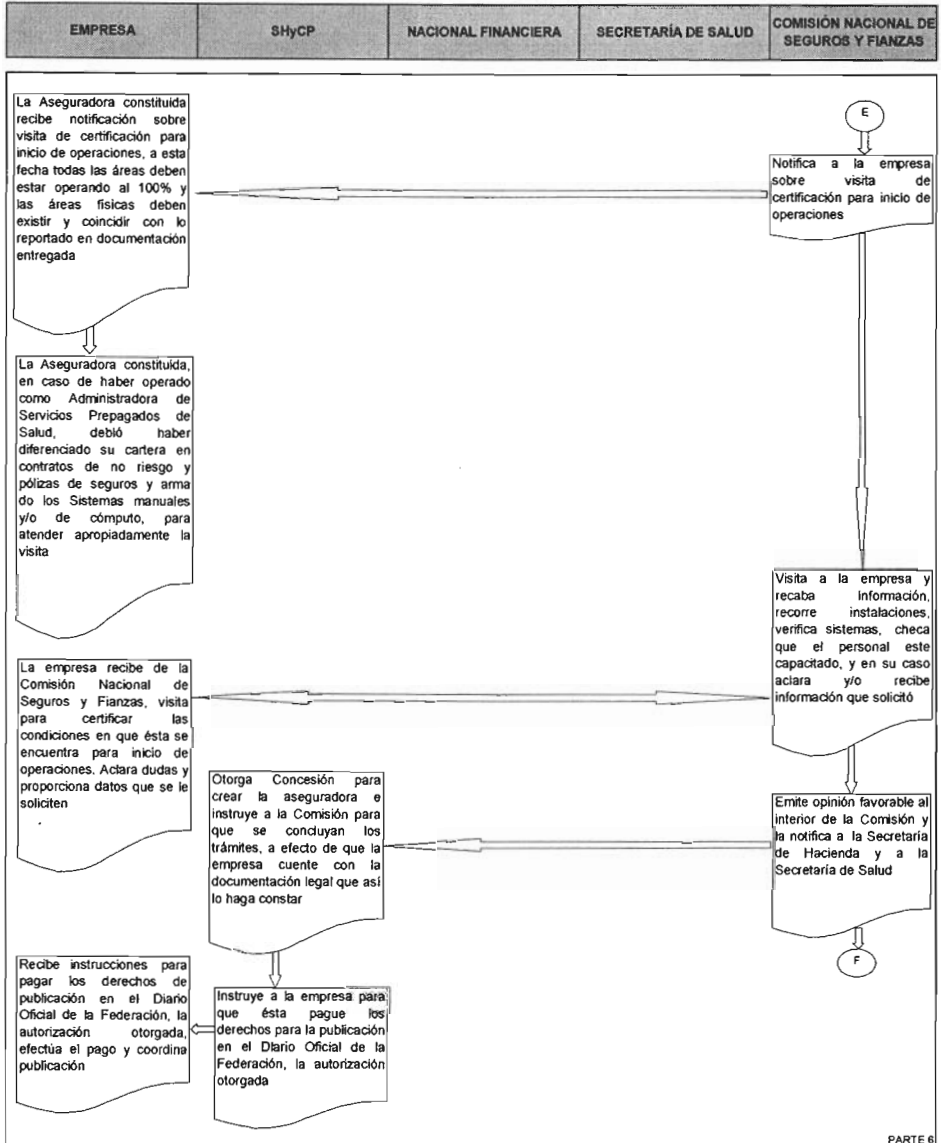 EMPRESA
SHyCP
NACIONAL FINANCIERA
SECRETARÍA DE SALUD
COMISIÓN NACIONAL DE
SEGUROS Y FIANZAS
La Aseguradora constituida
recibe notificación sobre
visita de certificación para
inicio de operaciones, a esta
fecha todas las áreas deben
estar operando al 100% y
las áreas físicas deben
existir y coincidir con lo
reportado en documentación
entregada
E
Notifica a la empresa
sobre visita de
certificación para inicio de
operaciones
La Aseguradora constituida,
en caso de haber operado
como Administradora de
Servicios Prepagados de
Salud, debió haber
diferenciado su cartera en
contratos de no riesgo y
pólizas de seguros y arma
do los Sistemas manuales
y/o de cómputo, para
atender apropiadamente la
visita
Visita a la empresa y
recaba información,
recorre instalaciones,
verifica sistemas, checa
que el personal este
capacitado, y en su caso
aclara y/o recibe
información que solicitó
La empresa recibe de la
Comisión Nacional de
Seguros y Fianzas, visita
para certificar las
condiciones en que ésta se
encuentra para inicio de
operaciones. Aclara dudas y
proporciona datos que se le
soliciten
Otorga Concesión para
crear la aseguradora e
instruye a la Comisión para
que se concluyan los
trámites, a efecto de que la
empresa cuente con la
documentación legal que así
lo haga constar
Emite opinión favorable al
interior de la Comisión y
la notifica a la Secretaría
de Hacienda y a la
Secretaría de Salud
F
Recibe instrucciones para
pagar los derechos de
publicación en el Diario
Oficial de la Federación, la
autorización otorgada,
efectúa el pago y coordina
publicación
Instruye a la empresa para
que ésta pague los
derechos para la publicación
en el Diario Oficial de la
Federación, la autorización
otorgada
PARTE 6